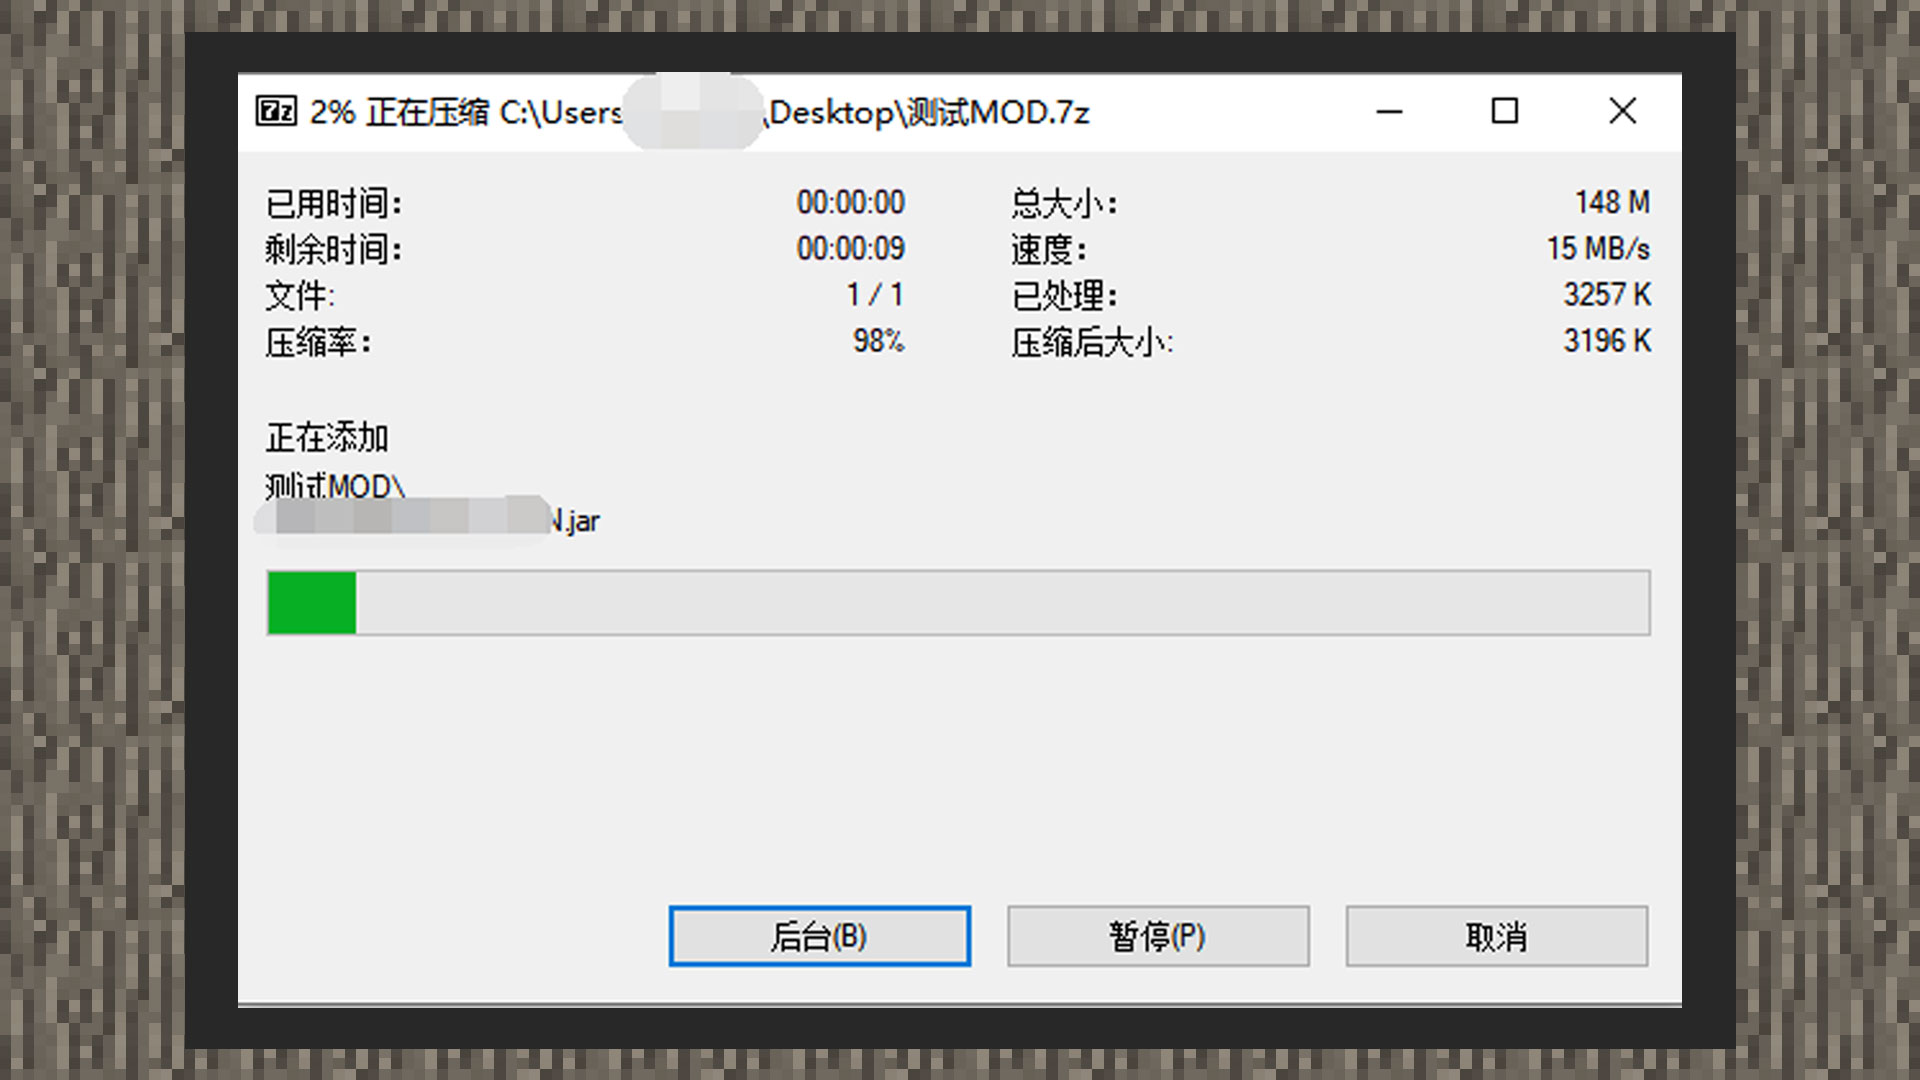 7z 2% 正在压缩 C:\Users \Desktop\测试MOD.7z
已用时间: 00:00:00 总大小: 148 M
剩余时间: 00:00:09 速度: 15 MB/s
文件: 1 / 1 已处理: 3257 K
压缩率: 98% 压缩后大小: 3196 K
正在添加
测试MOD\
N.jar
后台(B) 暂停(P) 取消